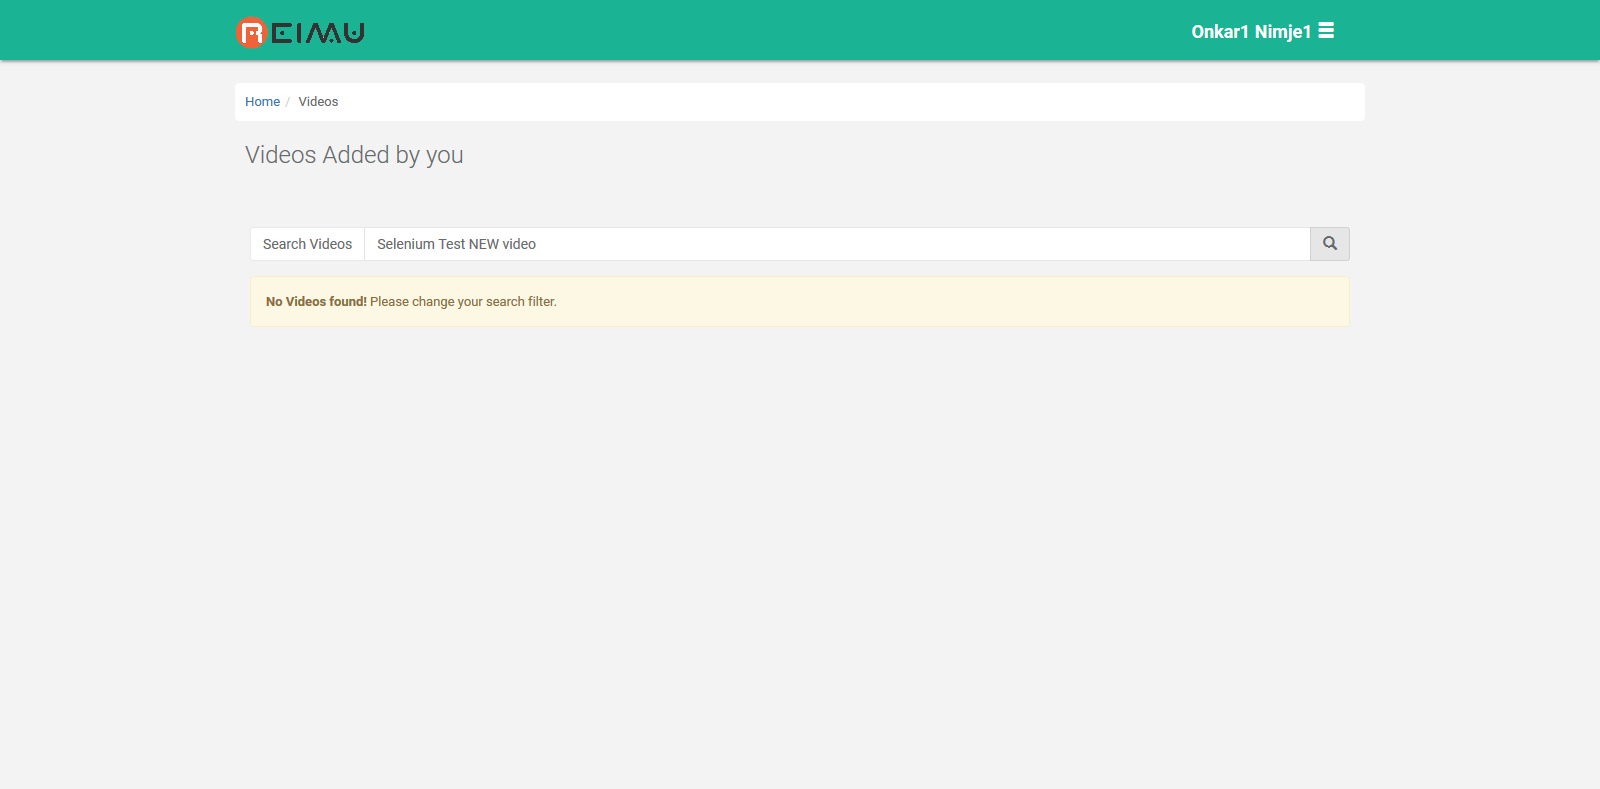 REIMU
Onkar1 Nimje1
Home / Videos
Videos Added by you
Search Videos Selenium Test NEW video
No Videos found! Please change your search filter.